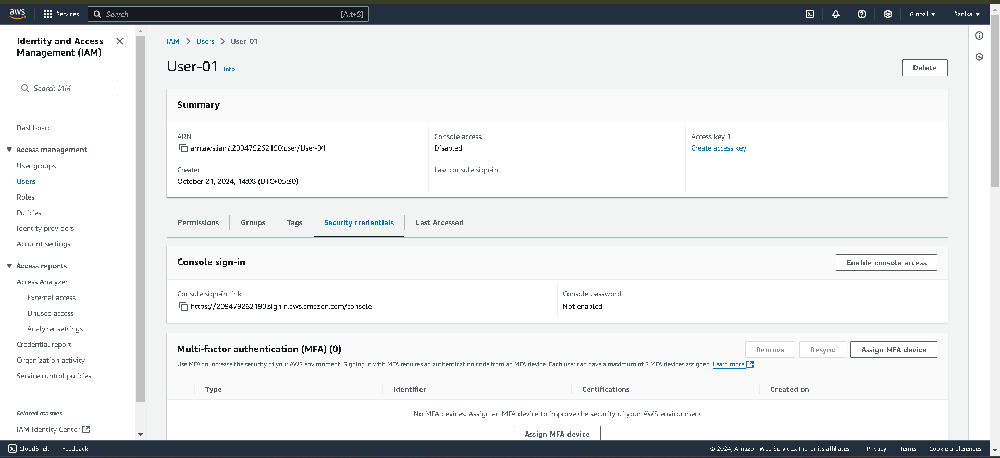 aws
Services
Search [Alt+S]
Global ▼
Sanika ▼
Identity and Access
Management (IAM)
Search IAM
Dashboard
Access management
User groups
Users
Roles
Policies
Identity providers
Account settings
Access reports
Access Analyzer
External access
Unused access
Analyzer settings
Credential report
Organization activity
Service control policies
Related consoles
IAM Identity Center
IAM > Users > User-01
User-01 Info
Delete
Summary
ARN
arn:aws:iam::209479262190:user/User-01
Created
October 21, 2024, 14:08 (UTC+05:30)
Console access
Disabled
Last console sign-in
-
Access key 1
Create access key
Permissions Groups Tags Security credentials Last Accessed
Console sign-in
Enable console access
Console sign-in link
https://209479262190.signin.aws.amazon.com/console
Console password
Not enabled
Multi-factor authentication (MFA) (0)
Remove Resync Assign MFA device
Use MFA to increase the security of your AWS environment. Signing in with MFA requires an authentication code from an MFA device. Each user can have a maximum of 8 MFA devices assigned. Learn more
Type Identifier Certifications Created on
No MFA devices. Assign an MFA device to improve the security of your AWS environment
Assign MFA device
CloudShell Feedback
© 2024, Amazon Web Services, Inc. or its affiliates. Privacy Terms Cookie preferences